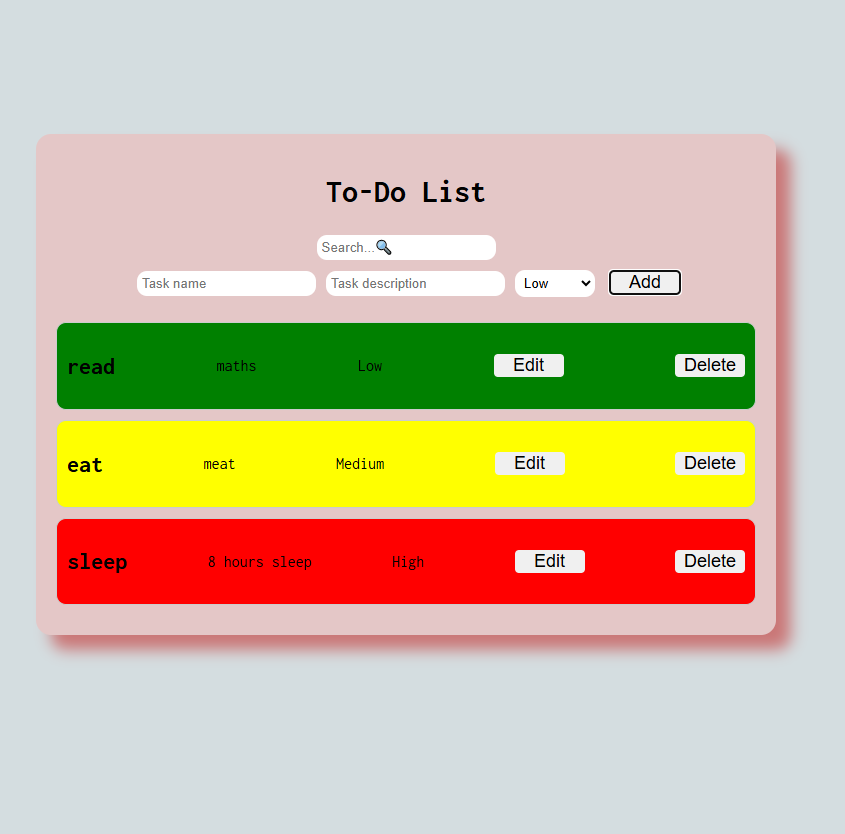 To-Do List
Search...🔍
Task name Task description Low Add
read maths Low Edit Delete
eat meat Medium Edit Delete
sleep 8 hours sleep High Edit Delete